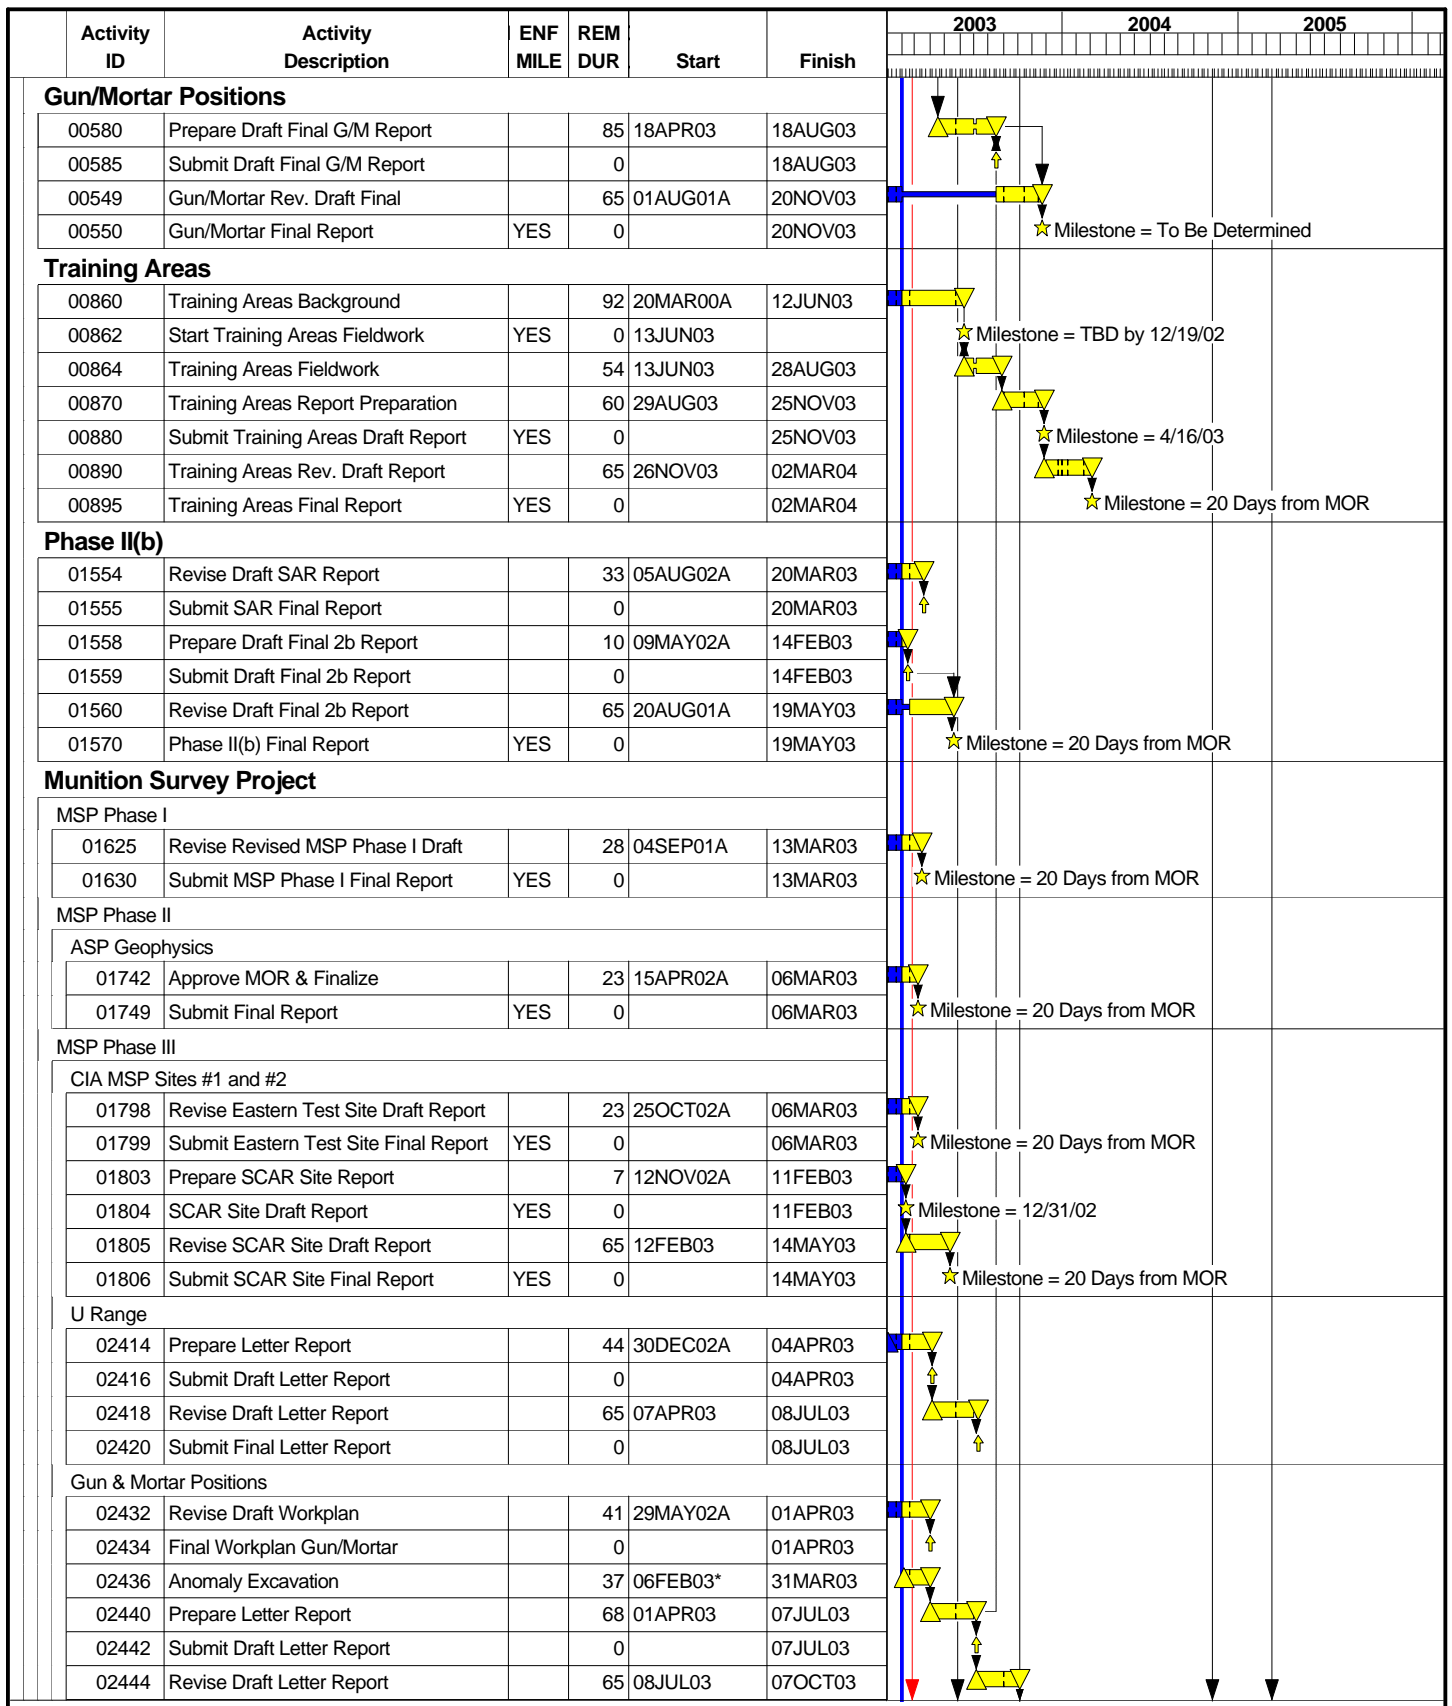 Activity Activity ENF REM 2003 2004 2005
ID Description MILE DUR Start Finish
Gun/Mortar Positions
00580 Prepare Draft Final G/M Report 85 18APR03 18AUG03
00585 Submit Draft Final G/M Report 0 18AUG03
00549 Gun/Mortar Rev. Draft Final 65 01AUG01A 20NOV03
00550 Gun/Mortar Final Report YES 0 20NOV03 Milestone = To Be Determined
Training Areas
00860 Training Areas Background 92 20MAR00A 12JUN03
00862 Start Training Areas Fieldwork YES 0 13JUN03 Milestone = TBD by 12/19/02
00864 Training Areas Fieldwork 54 13JUN03 28AUG03
00870 Training Areas Report Preparation 60 29AUG03 25NOV03
00880 Submit Training Areas Draft Report YES 0 25NOV03 Milestone = 4/16/03
00890 Training Areas Rev. Draft Report 65 26NOV03 02MAR04
00895 Training Areas Final Report YES 0 02MAR04 Milestone = 20 Days from MOR
Phase II(b)
01554 Revise Draft SAR Report 33 05AUG02A 20MAR03
01555 Submit SAR Final Report 0 20MAR03
01558 Prepare Draft Final 2b Report 10 09MAY02A 14FEB03
01559 Submit Draft Final 2b Report 0 14FEB03
01560 Revise Draft Final 2b Report 65 20AUG01A 19MAY03
01570 Phase II(b) Final Report YES 0 19MAY03 Milestone = 20 Days from MOR
Munition Survey Project
MSP Phase I
01625 Revise Revised MSP Phase I Draft 28 04SEP01A 13MAR03
01630 Submit MSP Phase I Final Report YES 0 13MAR03 Milestone = 20 Days from MOR
MSP Phase II
ASP Geophysics
01742 Approve MOR & Finalize 23 15APR02A 06MAR03
01749 Submit Final Report YES 0 06MAR03 Milestone = 20 Days from MOR
MSP Phase III
CIA MSP Sites #1 and #2
01798 Revise Eastern Test Site Draft Report 23 25OCT02A 06MAR03
01799 Submit Eastern Test Site Final Report YES 0 06MAR03 Milestone = 20 Days from MOR
01803 Prepare SCAR Site Report 7 12NOV02A 11FEB03
01804 SCAR Site Draft Report YES 0 11FEB03 Milestone = 12/31/02
01805 Revise SCAR Site Draft Report 65 12FEB03 14MAY03
01806 Submit SCAR Site Final Report YES 0 14MAY03 Milestone = 20 Days from MOR
U Range
02414 Prepare Letter Report 44 30DEC02A 04APR03
02416 Submit Draft Letter Report 0 04APR03
02418 Revise Draft Letter Report 65 07APR03 08JUL03
02420 Submit Final Letter Report 0 08JUL03
Gun & Mortar Positions
02432 Revise Draft Workplan 41 29MAY02A 01APR03
02434 Final Workplan Gun/Mortar 0 01APR03
02436 Anomaly Excavation 37 06FEB03* 31MAR03
02440 Prepare Letter Report 68 01APR03 07JUL03
02442 Submit Draft Letter Report 0 07JUL03
02444 Revise Draft Letter Report 65 08JUL03 07OCT03